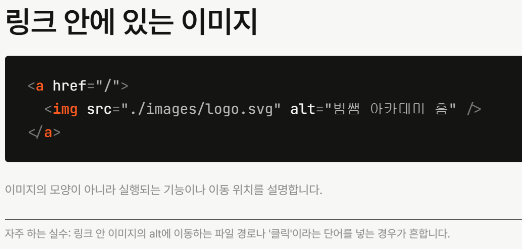 링크 안에 있는 이미지
<a href="/">
<img src="./images/logo.svg" alt="빔쌤 아카데미 홈" />
</a>
이미지의 모양이 아니라 실행되는 기능이나 이동 위치를 설명합니다.
자주 하는 실수: 링크 안 이미지의 alt에 이동하는 파일 경로나 '클릭'이라는 단어를 넣는 경우가 흔합니다.